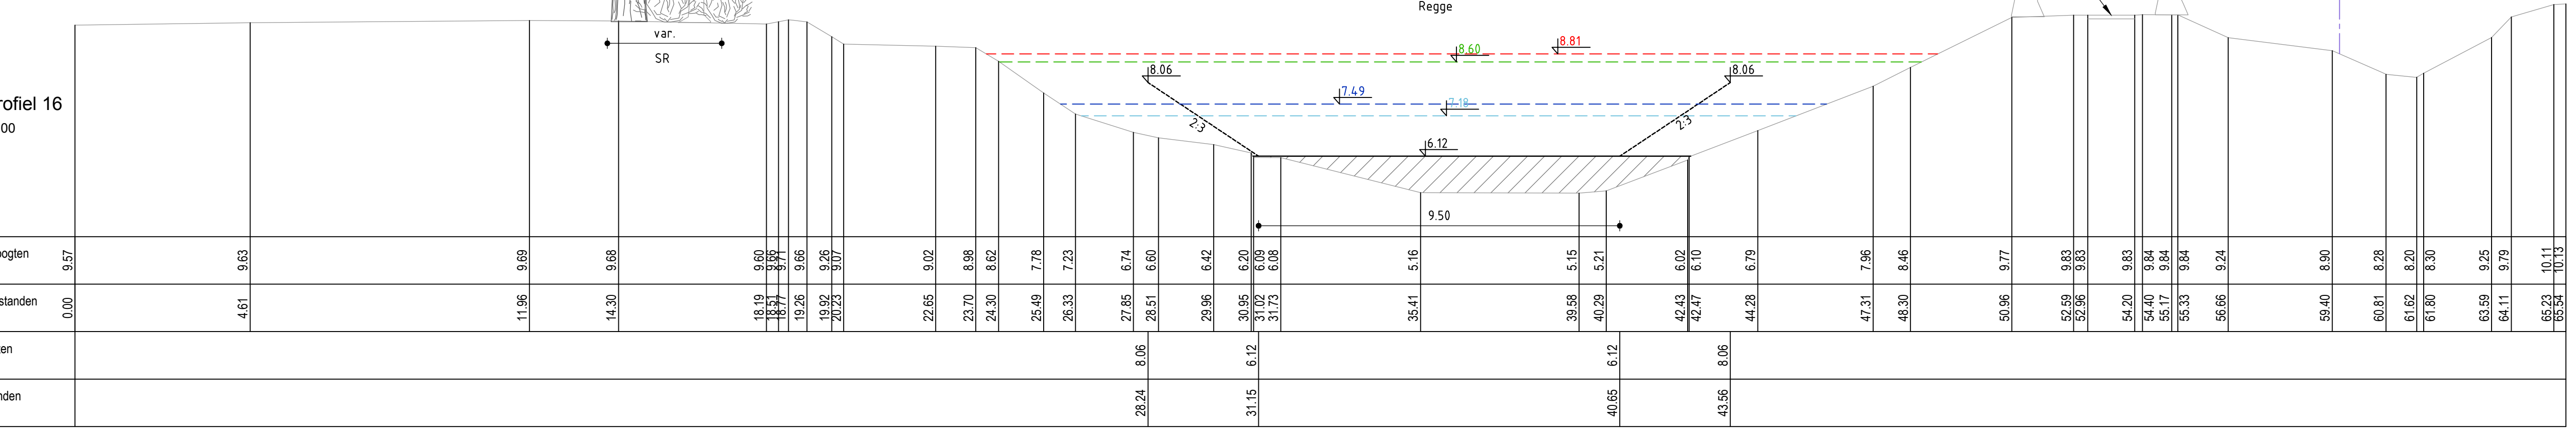 Regge
var.
SR
8.81
8.60
8.06
8.06
rofiel 16
00
7.49
7.18
2:3
2:3
6.12
9.50
oogten 9.57 4.63 9.69 9.68 9.60 9.66 9.71 9.66 9.26 9.07 9.02 8.98 8.62 7.78 7.23 6.74 6.60 6.42 6.20 6.09 6.08 5.16 5.15 5.21 6.02 6.10 6.79 7.96 8.46 9.77 9.83 9.83 9.83 9.84 9.84 9.84 9.24 8.90 8.28 8.20 8.30 9.25 9.79 10.11 10.13
standen 0.00 4.61 11.96 14.30 18.19 18.51 18.77 19.26 19.92 20.23 22.65 23.70 24.30 25.49 26.33 27.85 28.51 29.96 30.95 31.02 31.73 35.41 39.58 40.29 42.43 42.47 44.28 47.31 48.30 50.96 52.59 52.96 54.20 54.40 55.17 55.33 56.66 59.40 60.81 61.62 61.80 63.59 64.11 65.23 65.54
ten 8.06 6.12 6.12 8.06
nden 28.24 31.15 40.65 43.56